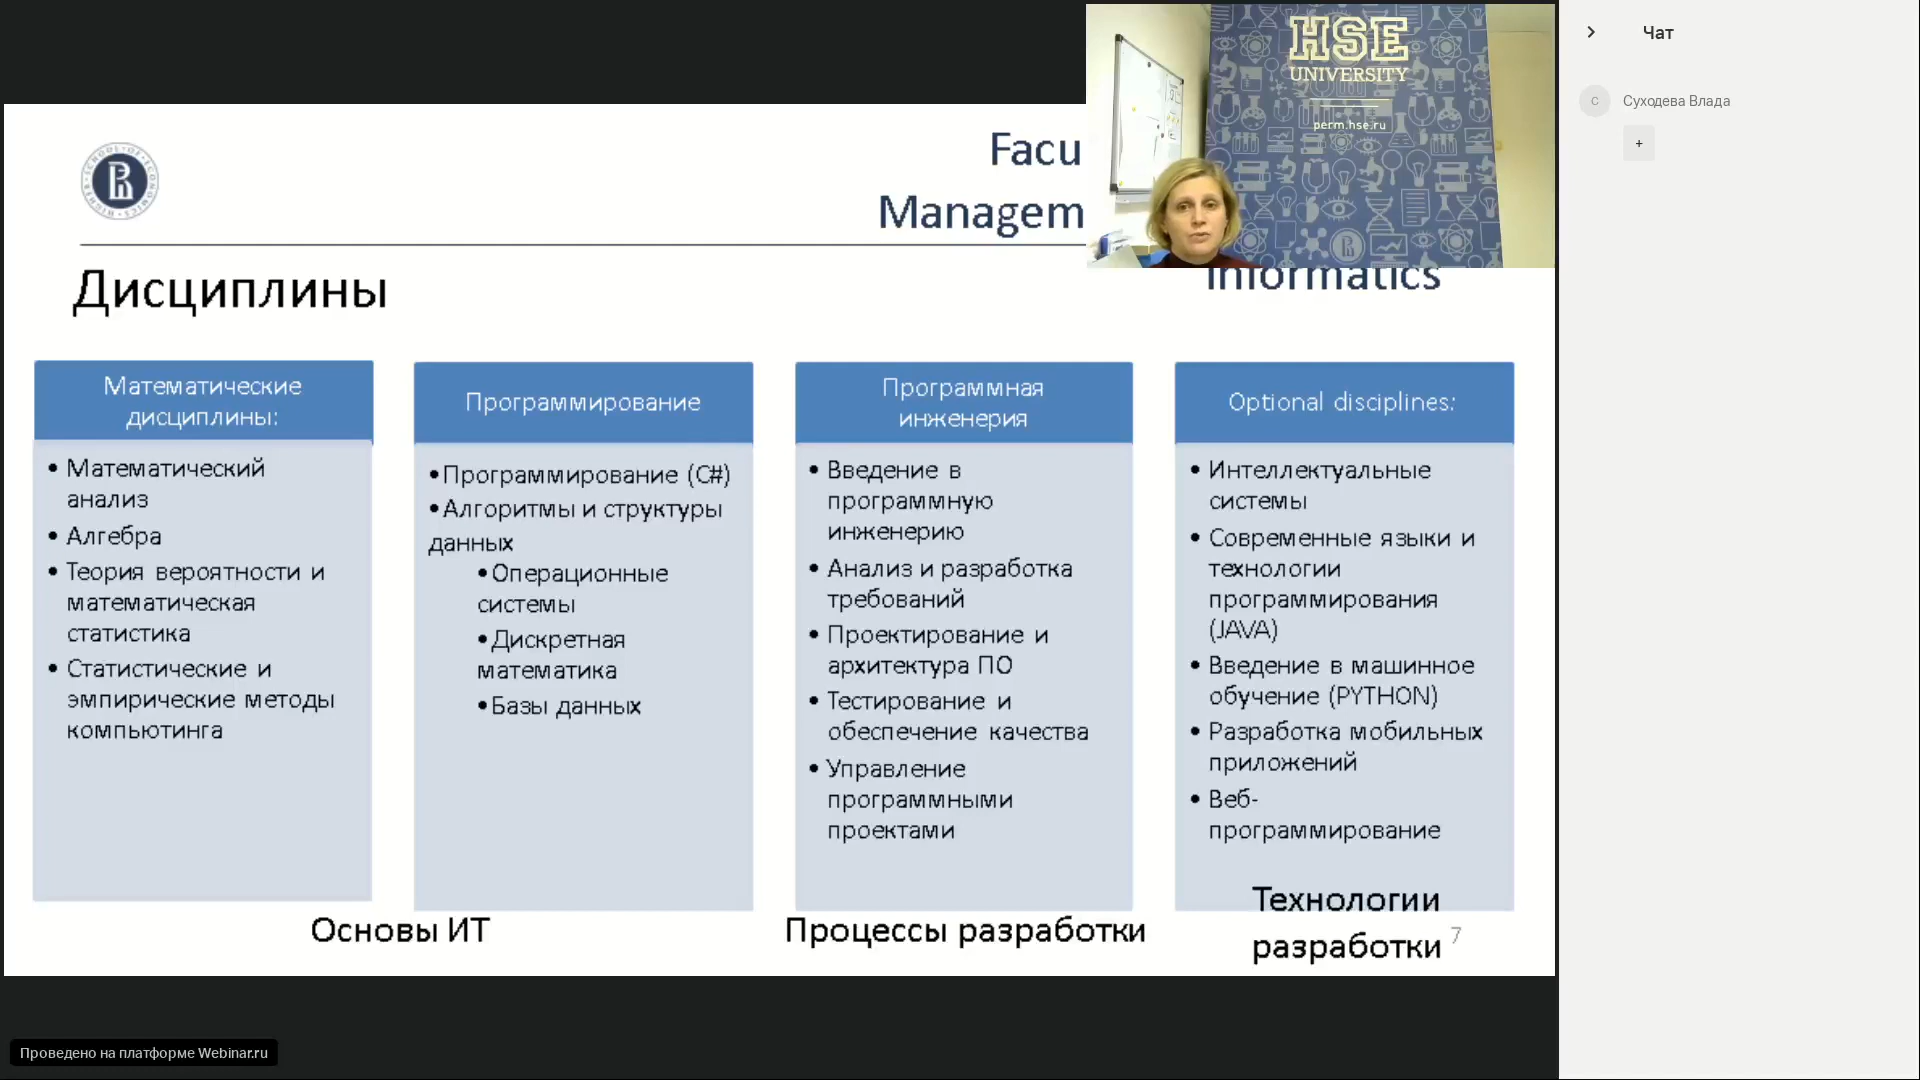 HSE
UNIVERSITY
perm.hse.ru
Чат
С
Суходева Влада
+
Facu
Managem
Informatics
Дисциплины
Математические
дисциплины:
• Математический
анализ
• Алгебра
• Теория вероятности и
математическая
статистика
• Статистические и
эмпирические методы
компьютинга
Программирование
•Программирование (C#)
•Алгоритмы и структуры
данных
•Операционные
системы
•Дискретная
математика
•Базы данных
Программная
инженерия
• Введение в
программную
инженерию
• Анализ и разработка
требований
• Проектирование и
архитектура ПО
• Тестирование и
обеспечение качества
• Управление
программными
проектами
Optional disciplines:
• Интеллектуальные
системы
• Современные языки и
технологии
программирования
(JAVA)
• Введение в машинное
обучение (PYTHON)
• Разработка мобильных
приложений
• Веб-
программирование
Основы ИТ
Процессы разработки
Технологии
разработки
7
Проведено на платформе Webinar.ru